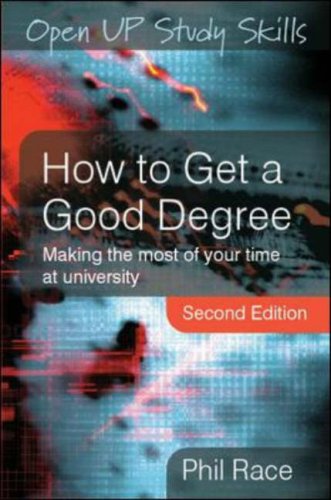 Open UP Study Skills
How to Get a
Good Degree
Making the most of your time
at university
Second Edition
Phil Race